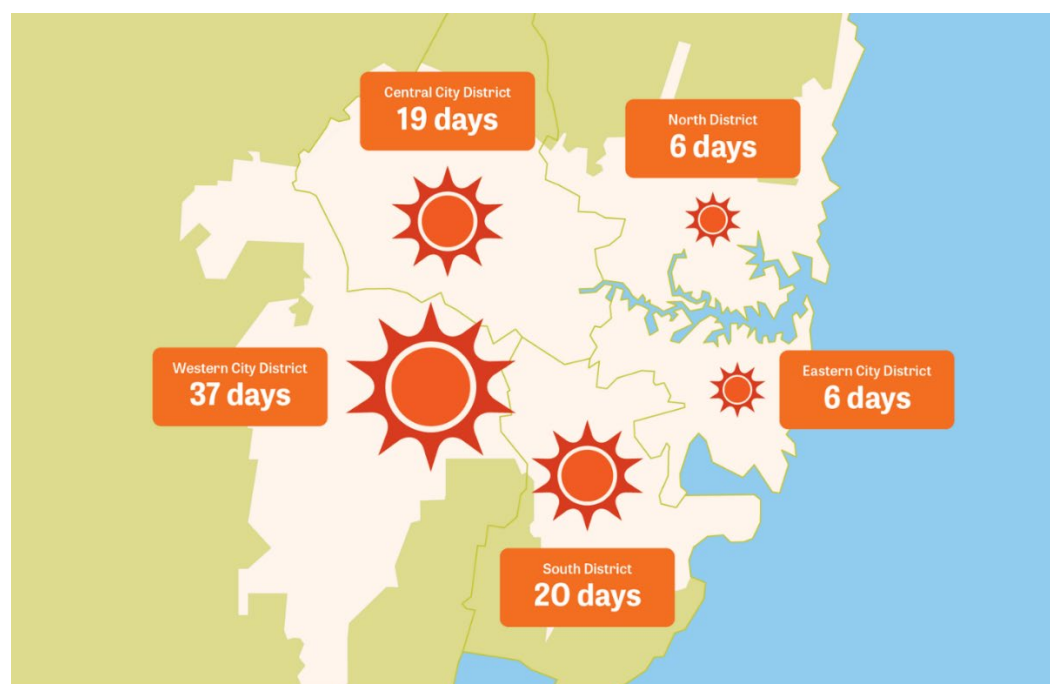 Central City District
19 days
North District
6 days
Western City District
37 days
Eastern City District
6 days
South District
20 days